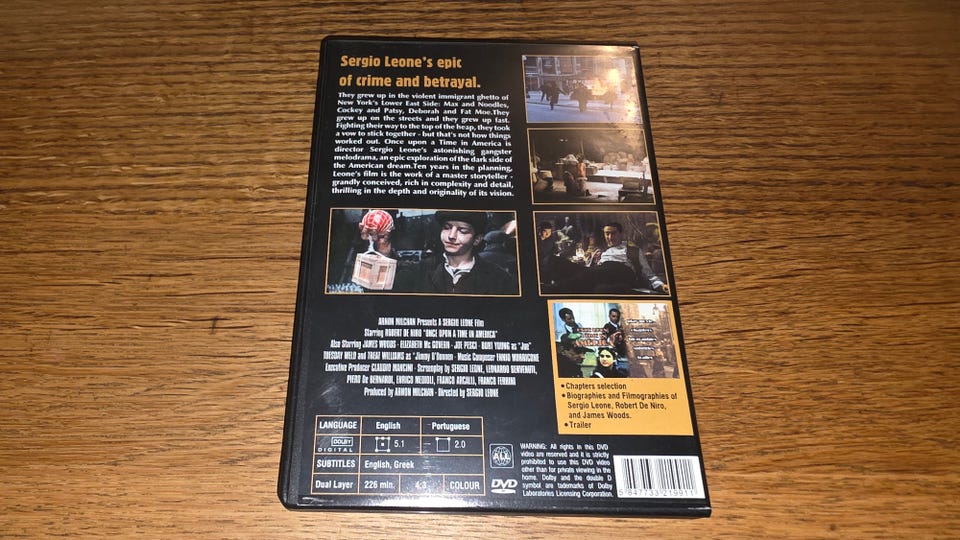 Sergio Leone's epic
of crime and betrayal.
They grew up in the violent immigrant ghetto of
New York's Lower East Side: Max and Noodles,
Cockey and Patsy, Deborah and Fat Moe.They
grew up on the streets and they grew up fast.
Fighting their way to the top of the heap, they took
a vow to stick together - but that's not how things
worked out. Once upon a Time in America is
director Sergio Leone's astonishing gangster
melodrama, an epic exploration of the dark side of
the American dream.Ten years in the planning,
Leone's film is the work of a master storyteller -
grandly conceived, rich in complexity and detail,
thrilling in the depth and originality of its vision.
ARNON MILCHAN Presents A SERGIO LEONE Film
Starring ROBERT DE NIRO "ONCE UPON A TIME IN AMERICA"
Also Starring JAMES WOODS - ELIZABETH Mc GOVERN - JOE PESCI - BURT YOUNG as "Joe"
TUESDAY WELD and TREAT WILLIAMS as "Jimmy O'Donnen - Music Composer ENNIO MORRICONE
Executive Producer CLAUDIO MANCINI - Screenplay by SERGIO LEONE, LEONARDO BENVENUTI,
PIERO DE BERNARDI, ENRICO MEDIOLI, FRANCO ARCALLI, FRANCO FERRINI
Produced by ARNON MILCHAN - Directed by SERGIO LEONE
•Chapters selection
•Biographies and Filmographies of
Sergio Leone, Robert De Niro,
and James Woods.
•Trailer
LANGUAGE English Portuguese
DOLBY DIGITAL 5.1 2.0
SUBTITLES English, Greek
Dual Layer 226 min. 4:3 COLOUR
ALL
DVD
WARNING: All rights in this DVD
video are reserved and it is strictly
prohibited to use this DVD video
other than for private viewing in the
home. Dolby and the double D
symbol are trademarks of Dolby
Laboratories Licensing Corporation.
5 847733 219911